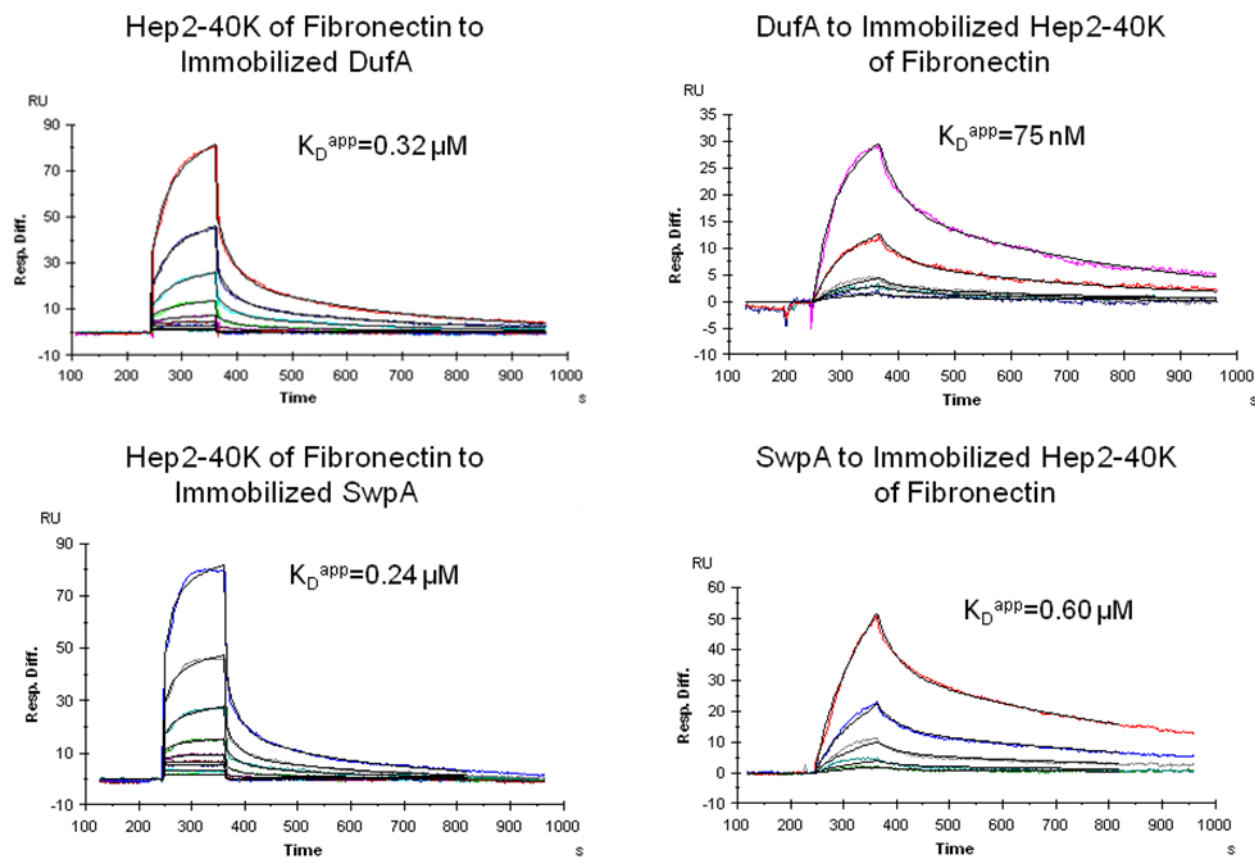 Hep2-40K of Fibronectin to
Immobilized DufA
RU
K_D^app=0.32 µM
90
70
50
30
10
-10
Resp. Diff.
100 200 300 400 500 600 700 800 900 1000
Time
s
DufA to Immobilized Hep2-40K
of Fibronectin
RU
K_D^app=75 nM
35
30
25
20
15
10
5
0
-5
-10
Resp. Diff.
100 200 300 400 500 600 700 800 900 1000
Time
s
Hep2-40K of Fibronectin to
Immobilized SwpA
RU
K_D^app=0.24 µM
90
70
50
30
10
-10
Resp. Diff.
100 200 300 400 500 600 700 800 900 1000
Time
s
SwpA to Immobilized Hep2-40K
of Fibronectin
RU
K_D^app=0.60 µM
60
50
40
30
20
10
0
-10
Resp. Diff.
100 200 300 400 500 600 700 800 900 1000
Time
s